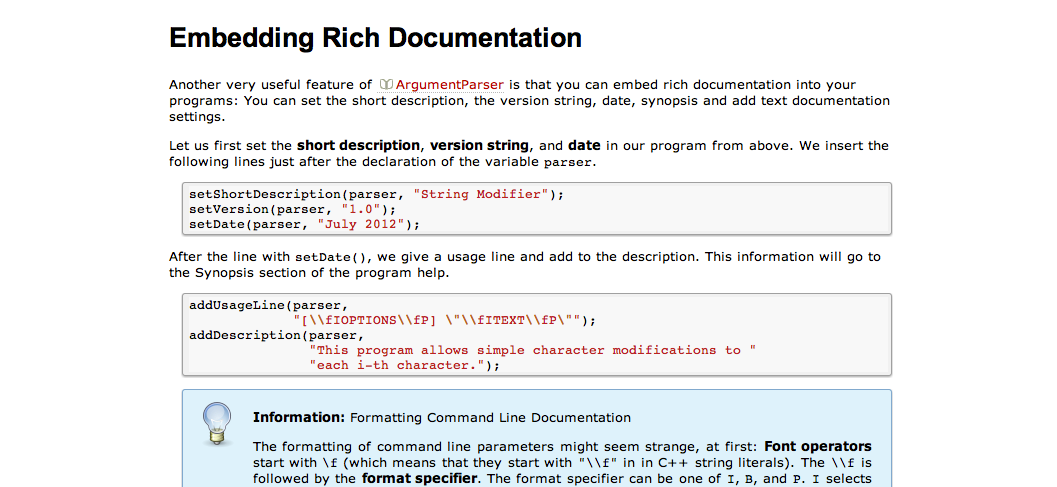 Embedding Rich Documentation
Another very useful feature of ArgumentParser is that you can embed rich documentation into your
programs: You can set the short description, the version string, date, synopsis and add text documentation
settings.
Let us first set the short description, version string, and date in our program from above. We insert the
following lines just after the declaration of the variable parser.
setShortDescription(parser, "String Modifier");
setVersion(parser, "1.0");
setDate(parser, "July 2012");
After the line with setDate(), we give a usage line and add to the description. This information will go to
the Synopsis section of the program help.
addUsageLine(parser,
"[\\fIOPTIONS\\fP] \"\\fITEXT\\fP\"");
addDescription(parser,
"This program allows simple character modifications to "
"each i-th character.");
Information: Formatting Command Line Documentation
The formatting of command line parameters might seem strange, at first: Font operators
start with \f (which means that they start with "\\f" in in C++ string literals). The \\f is
followed by the format specifier. The format specifier can be one of I, B, and P. I selects